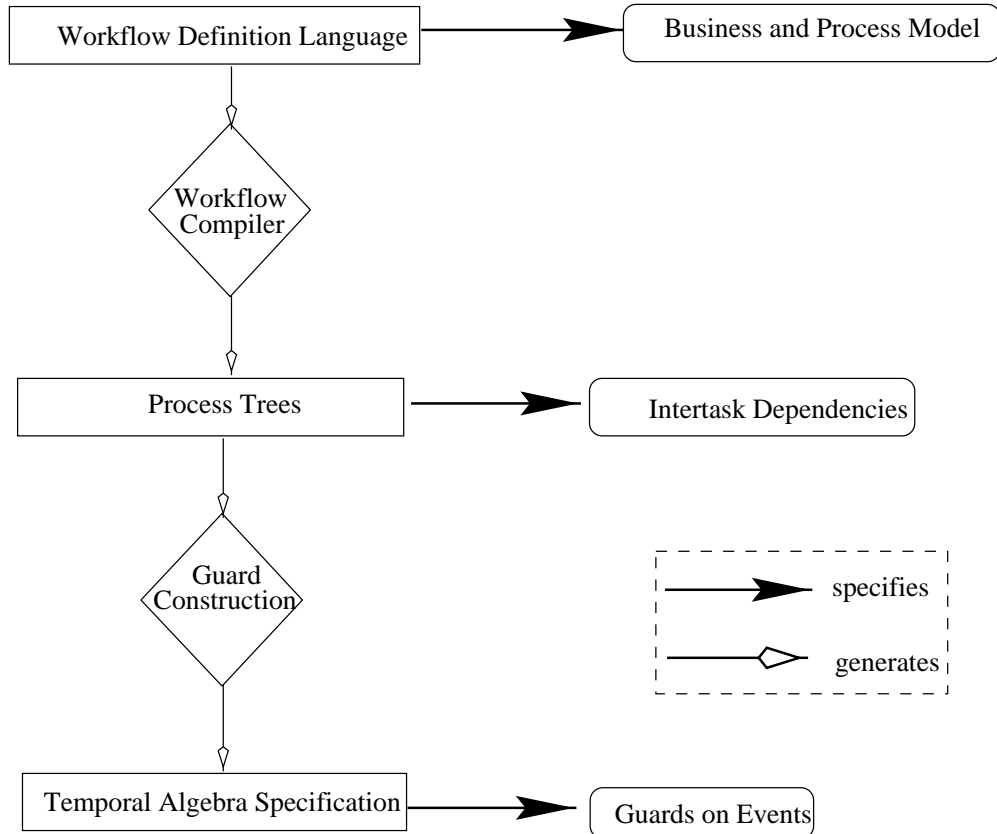 Workflow Definition Language
Business and Process Model
Workflow
Compiler
Process Trees
Intertask Dependencies
Guard
Construction
specifies
generates
Temporal Algebra Specification
Guards on Events